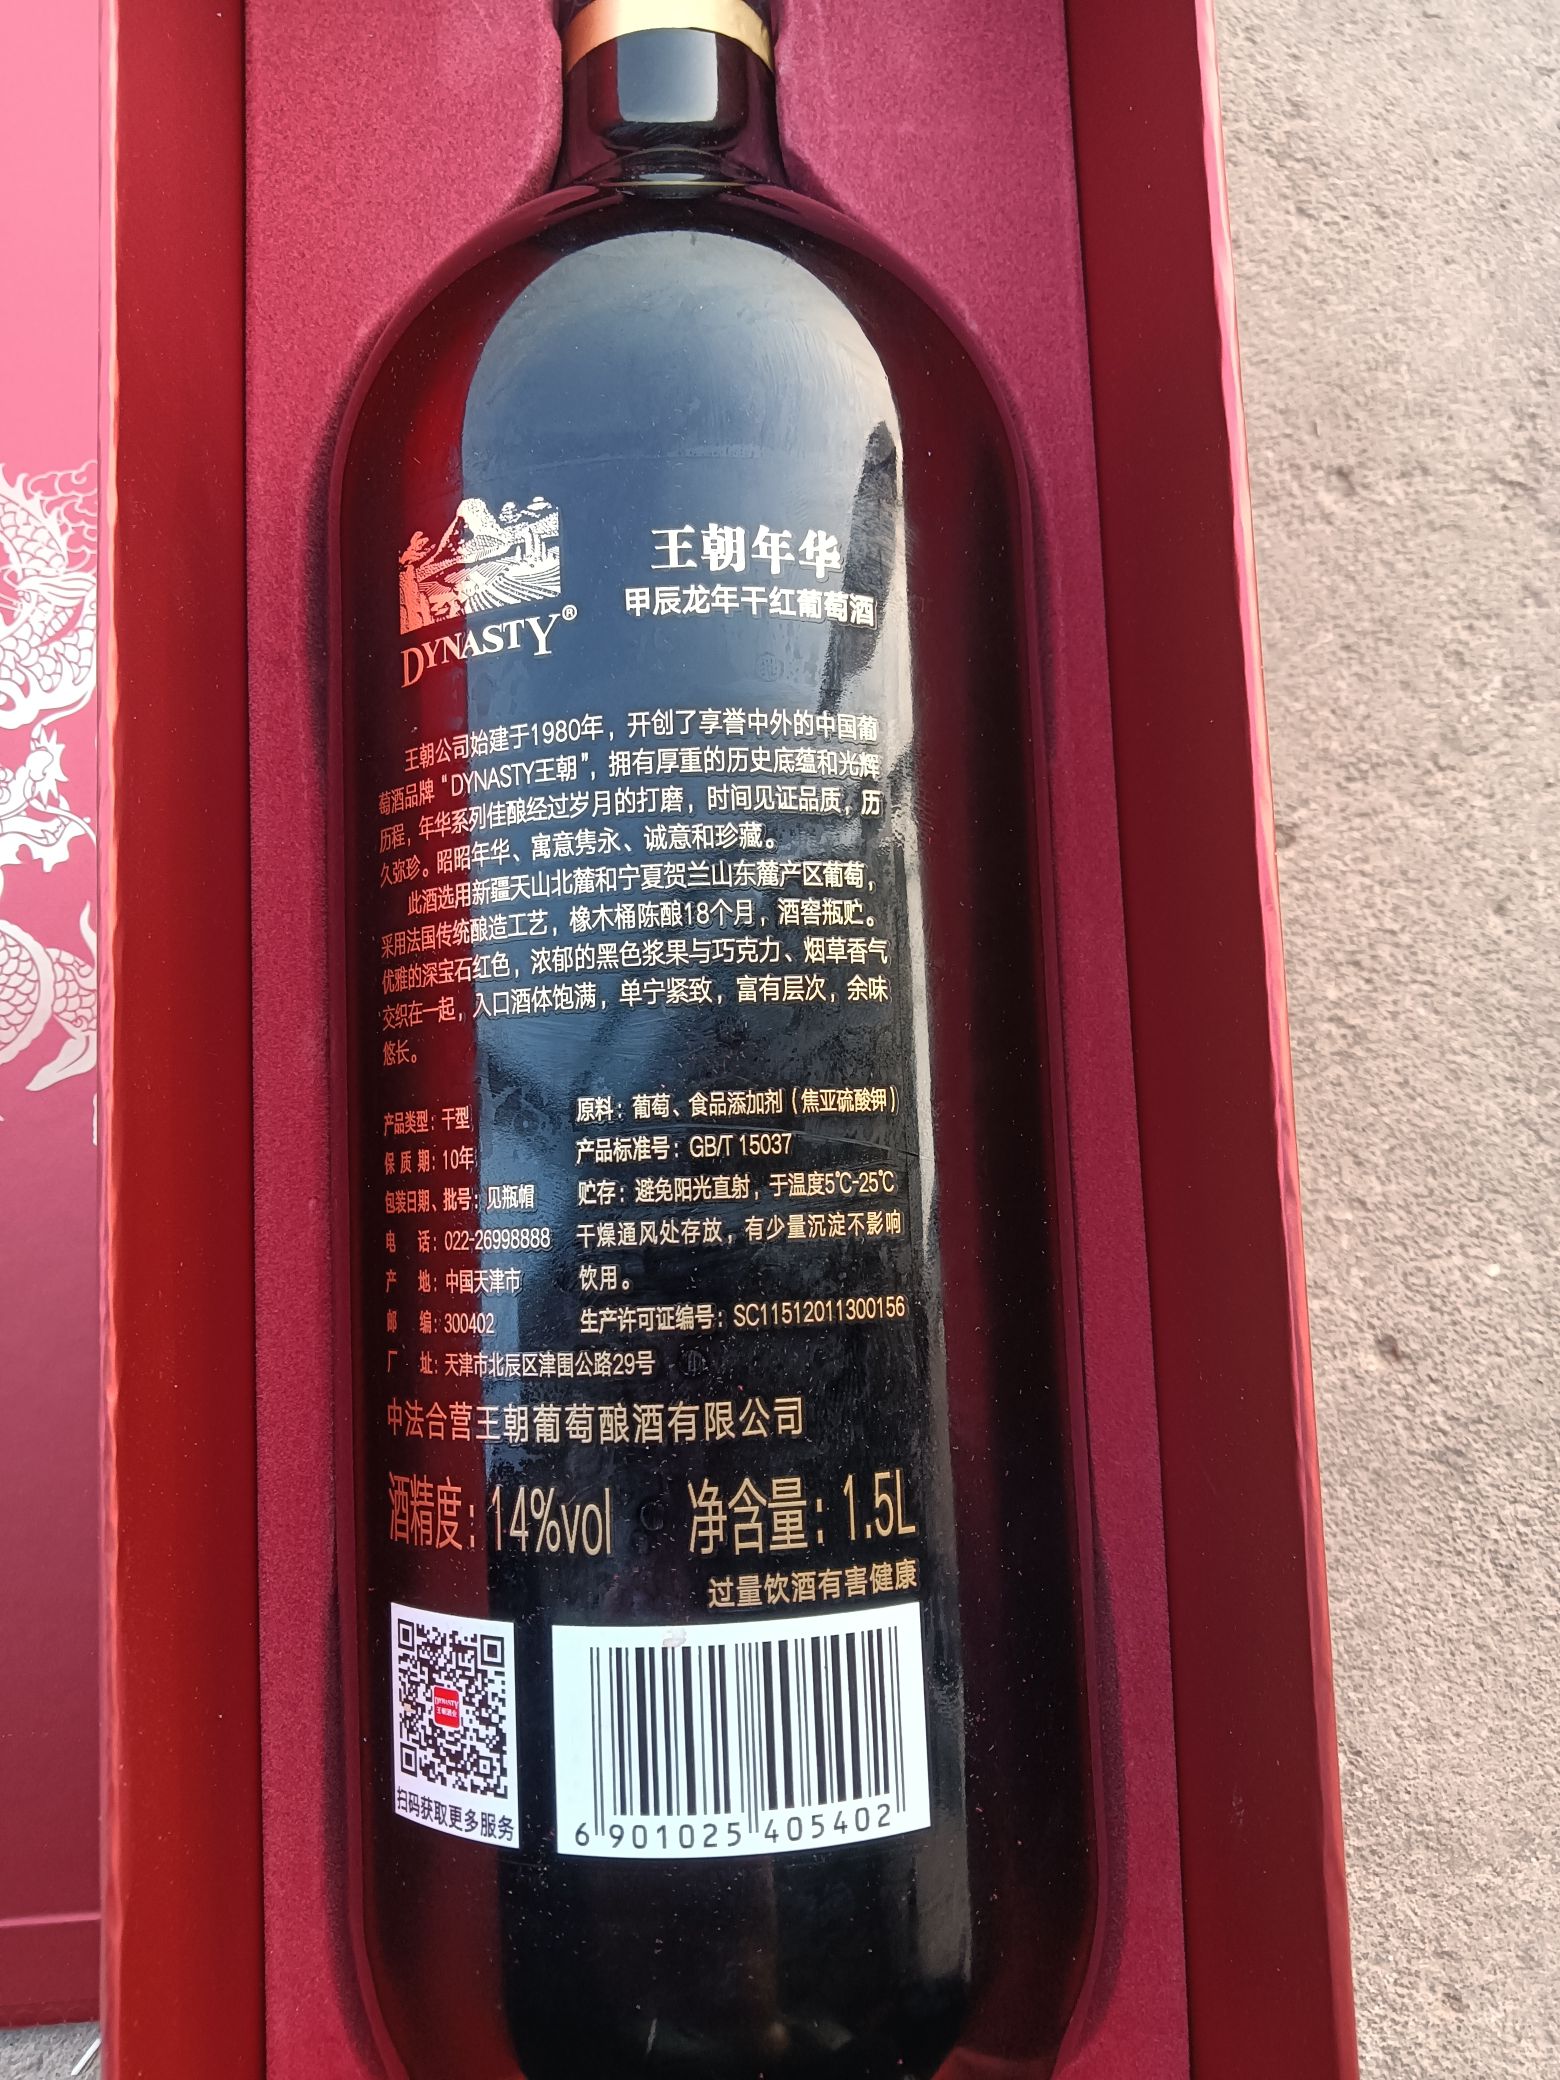 DYNASTY®
王朝年华
甲辰龙年干红葡萄酒
王朝公司始建于1980年，开创了享誉中外的中国葡
萄酒品牌“DYNASTY王朝”，拥有厚重的历史底蕴和光辉
历程，年华系列佳酿经过岁月的打磨，时间见证品质，历
久弥珍。昭昭年华、寓意隽永、诚意和珍藏。
此酒选用新疆天山北麓和宁夏贺兰山东麓产区葡萄，
采用法国传统酿造工艺，橡木桶陈酿18个月，酒窖瓶贮。
优雅的深宝石红色，浓郁的黑色浆果与巧克力、烟草香气
交织在一起，入口酒体饱满，单宁紧致，富有层次，余味
悠长。
产品类型：干型
保 质 期：10年
包装日期、批号：见瓶帽
电 话：022-26998888
产 地：中国天津市
邮 编：300402
厂 址：天津市北辰区津围公路29号
原料：葡萄、食品添加剂（焦亚硫酸钾）
产品标准号：GB/T 15037
贮存：避免阳光直射，于温度5℃-25℃
干燥通风处存放，有少量沉淀不影响
饮用。
生产许可证编号：SC11512011300156
中法合营王朝葡萄酿酒有限公司
酒精度：14%vol 净含量：1.5L
过量饮酒有害健康
DYNASTY
王朝酒业
扫码获取更多服务
6 901025 405402